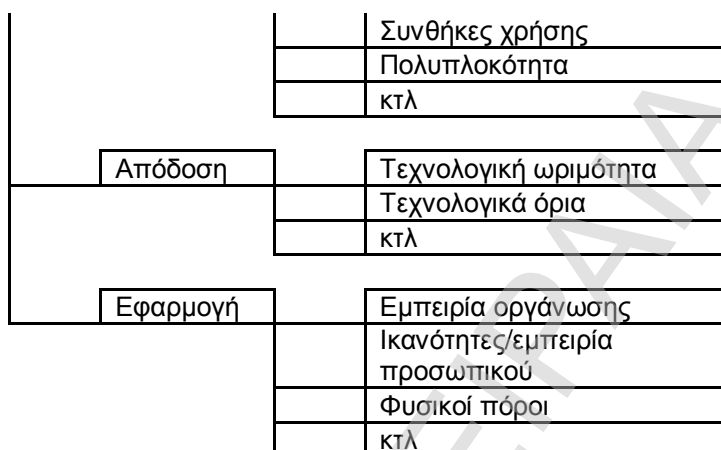 Συνθήκες χρήσης
Πολυπλοκότητα
κτλ
Απόδοση Τεχνολογική ωριμότητα
Τεχνολογικά όρια
κτλ
Εφαρμογή Εμπειρία οργάνωσης
Ικανότητες/εμπειρία
προσωπικού
Φυσικοί πόροι
κτλ